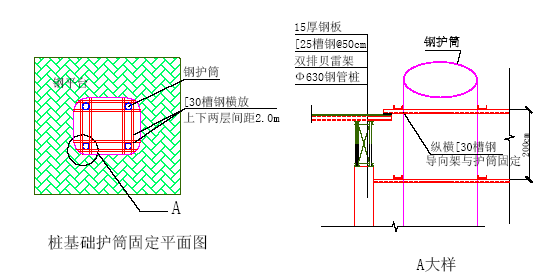 15厚钢板
[25槽钢@50cm
双排贝雷架
Φ630钢管桩
钢护筒
钢平台
钢护筒
[30槽钢横放
上下两层间距2.0m
纵横[30槽钢
导向架与护筒固定
200cm
A
桩基础护筒固定平面图
A大样